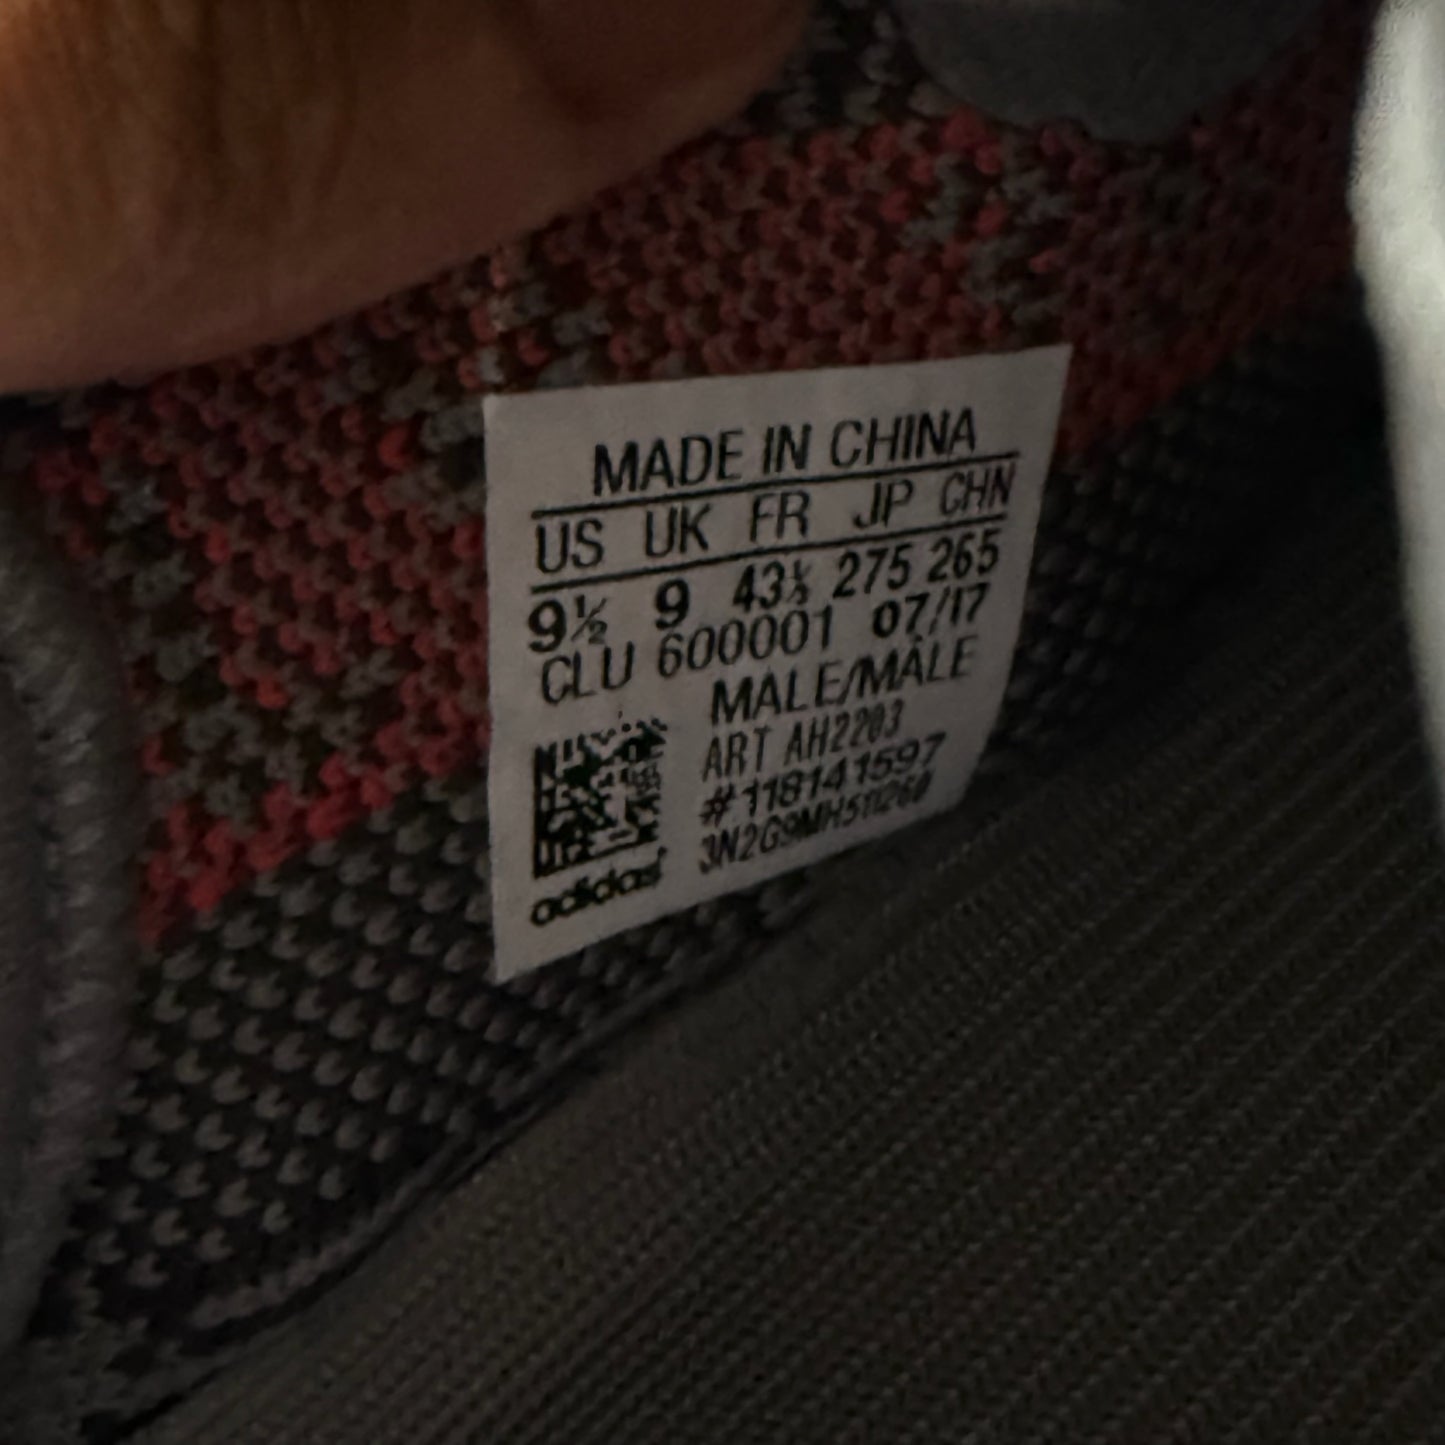 MADE IN CHINA
US UK FR JP CHN
9½ 9 43⅓ 275 265
CLU 600001 07/17
MALE/MÂLE
ART AH2203
#118141597
adidas